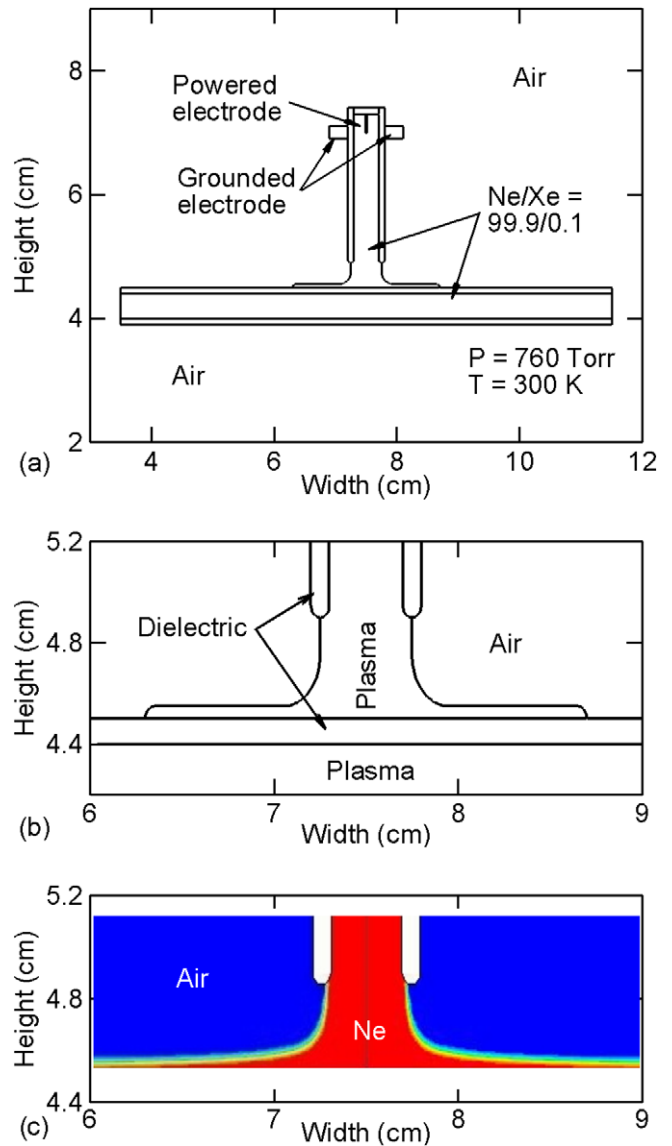 8
Powered
electrode
Air
Grounded
electrode
Ne/Xe =
99.9/0.1
6
Height (cm)
4
P = 760 Torr
T = 300 K
Air
2
(a)
4
6
8
10
12
Width (cm)
5.2
Dielectric
4.8
Plasma
Air
Height (cm)
4.4
Plasma
(b)
6
7
8
9
Width (cm)
5.2
Air
4.8
Ne
Height (cm)
4.4
(c)
6
7
8
9
Width (cm)